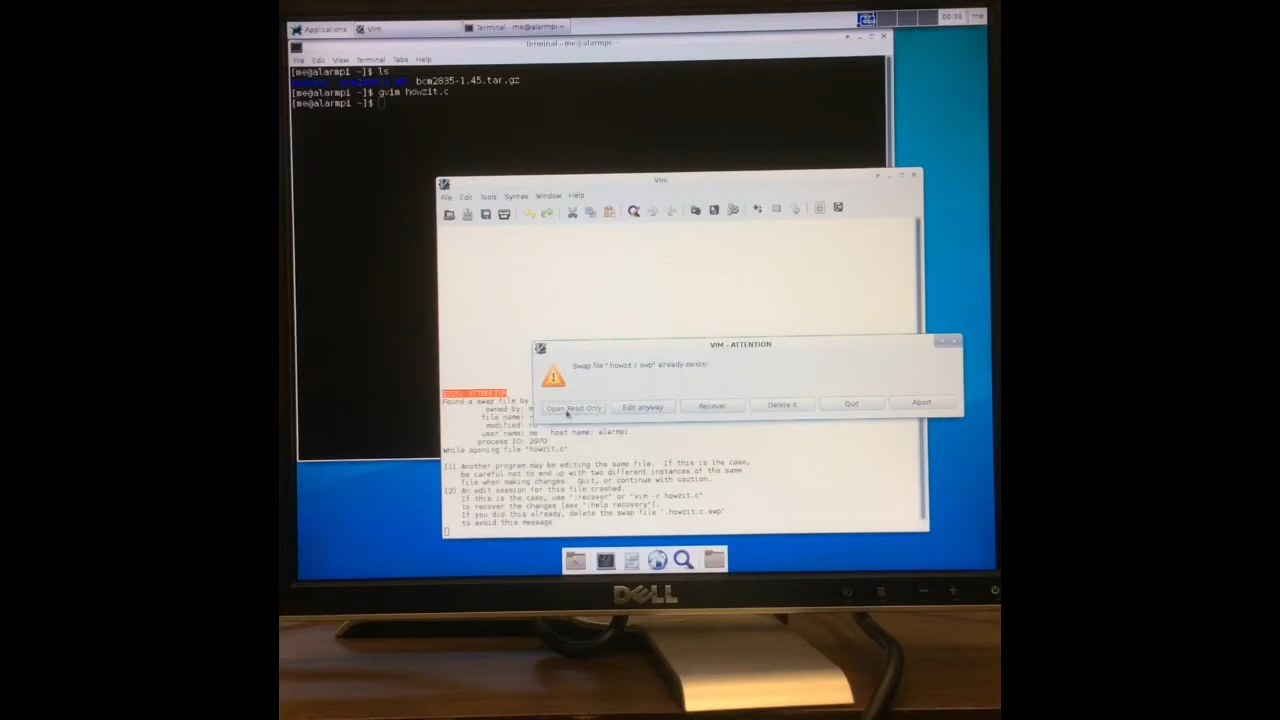 Applications
Vim
Terminal - me@alarmpi: ~
00:38
me
Terminal - me@alarmpi: ~
File Edit View Terminal Tabs Help
[me@alarmpi ~]$ ls
bcm2835-1.45.tar.gz
[me@alarmpi ~]$ gvim howzit.c
[me@alarmpi ~]$
Vim
File Edit Tools Syntax Window Help
VIM - ATTENTION
Swap file ".howzit.c.swp" already exists!
Open Read Only Edit anyway Recover Delete it Quit Abort
E325: ATTENTION
Found a swap file by
owned by:
file name:
modified:
user name: me host name: alarmpi
process ID: 2970
While opening file "howzit.c"
(1) Another program may be editing the same file. If this is the case,
be careful not to end up with two different instances of the same
file when making changes. Quit, or continue with caution.
(2) An edit session for this file crashed.
If this is the case, use ":recover" or "vim -r howzit.c"
to recover the changes (see ":help recovery").
If you did this already, delete the swap file ".howzit.c.swp"
to avoid this message.
DELL